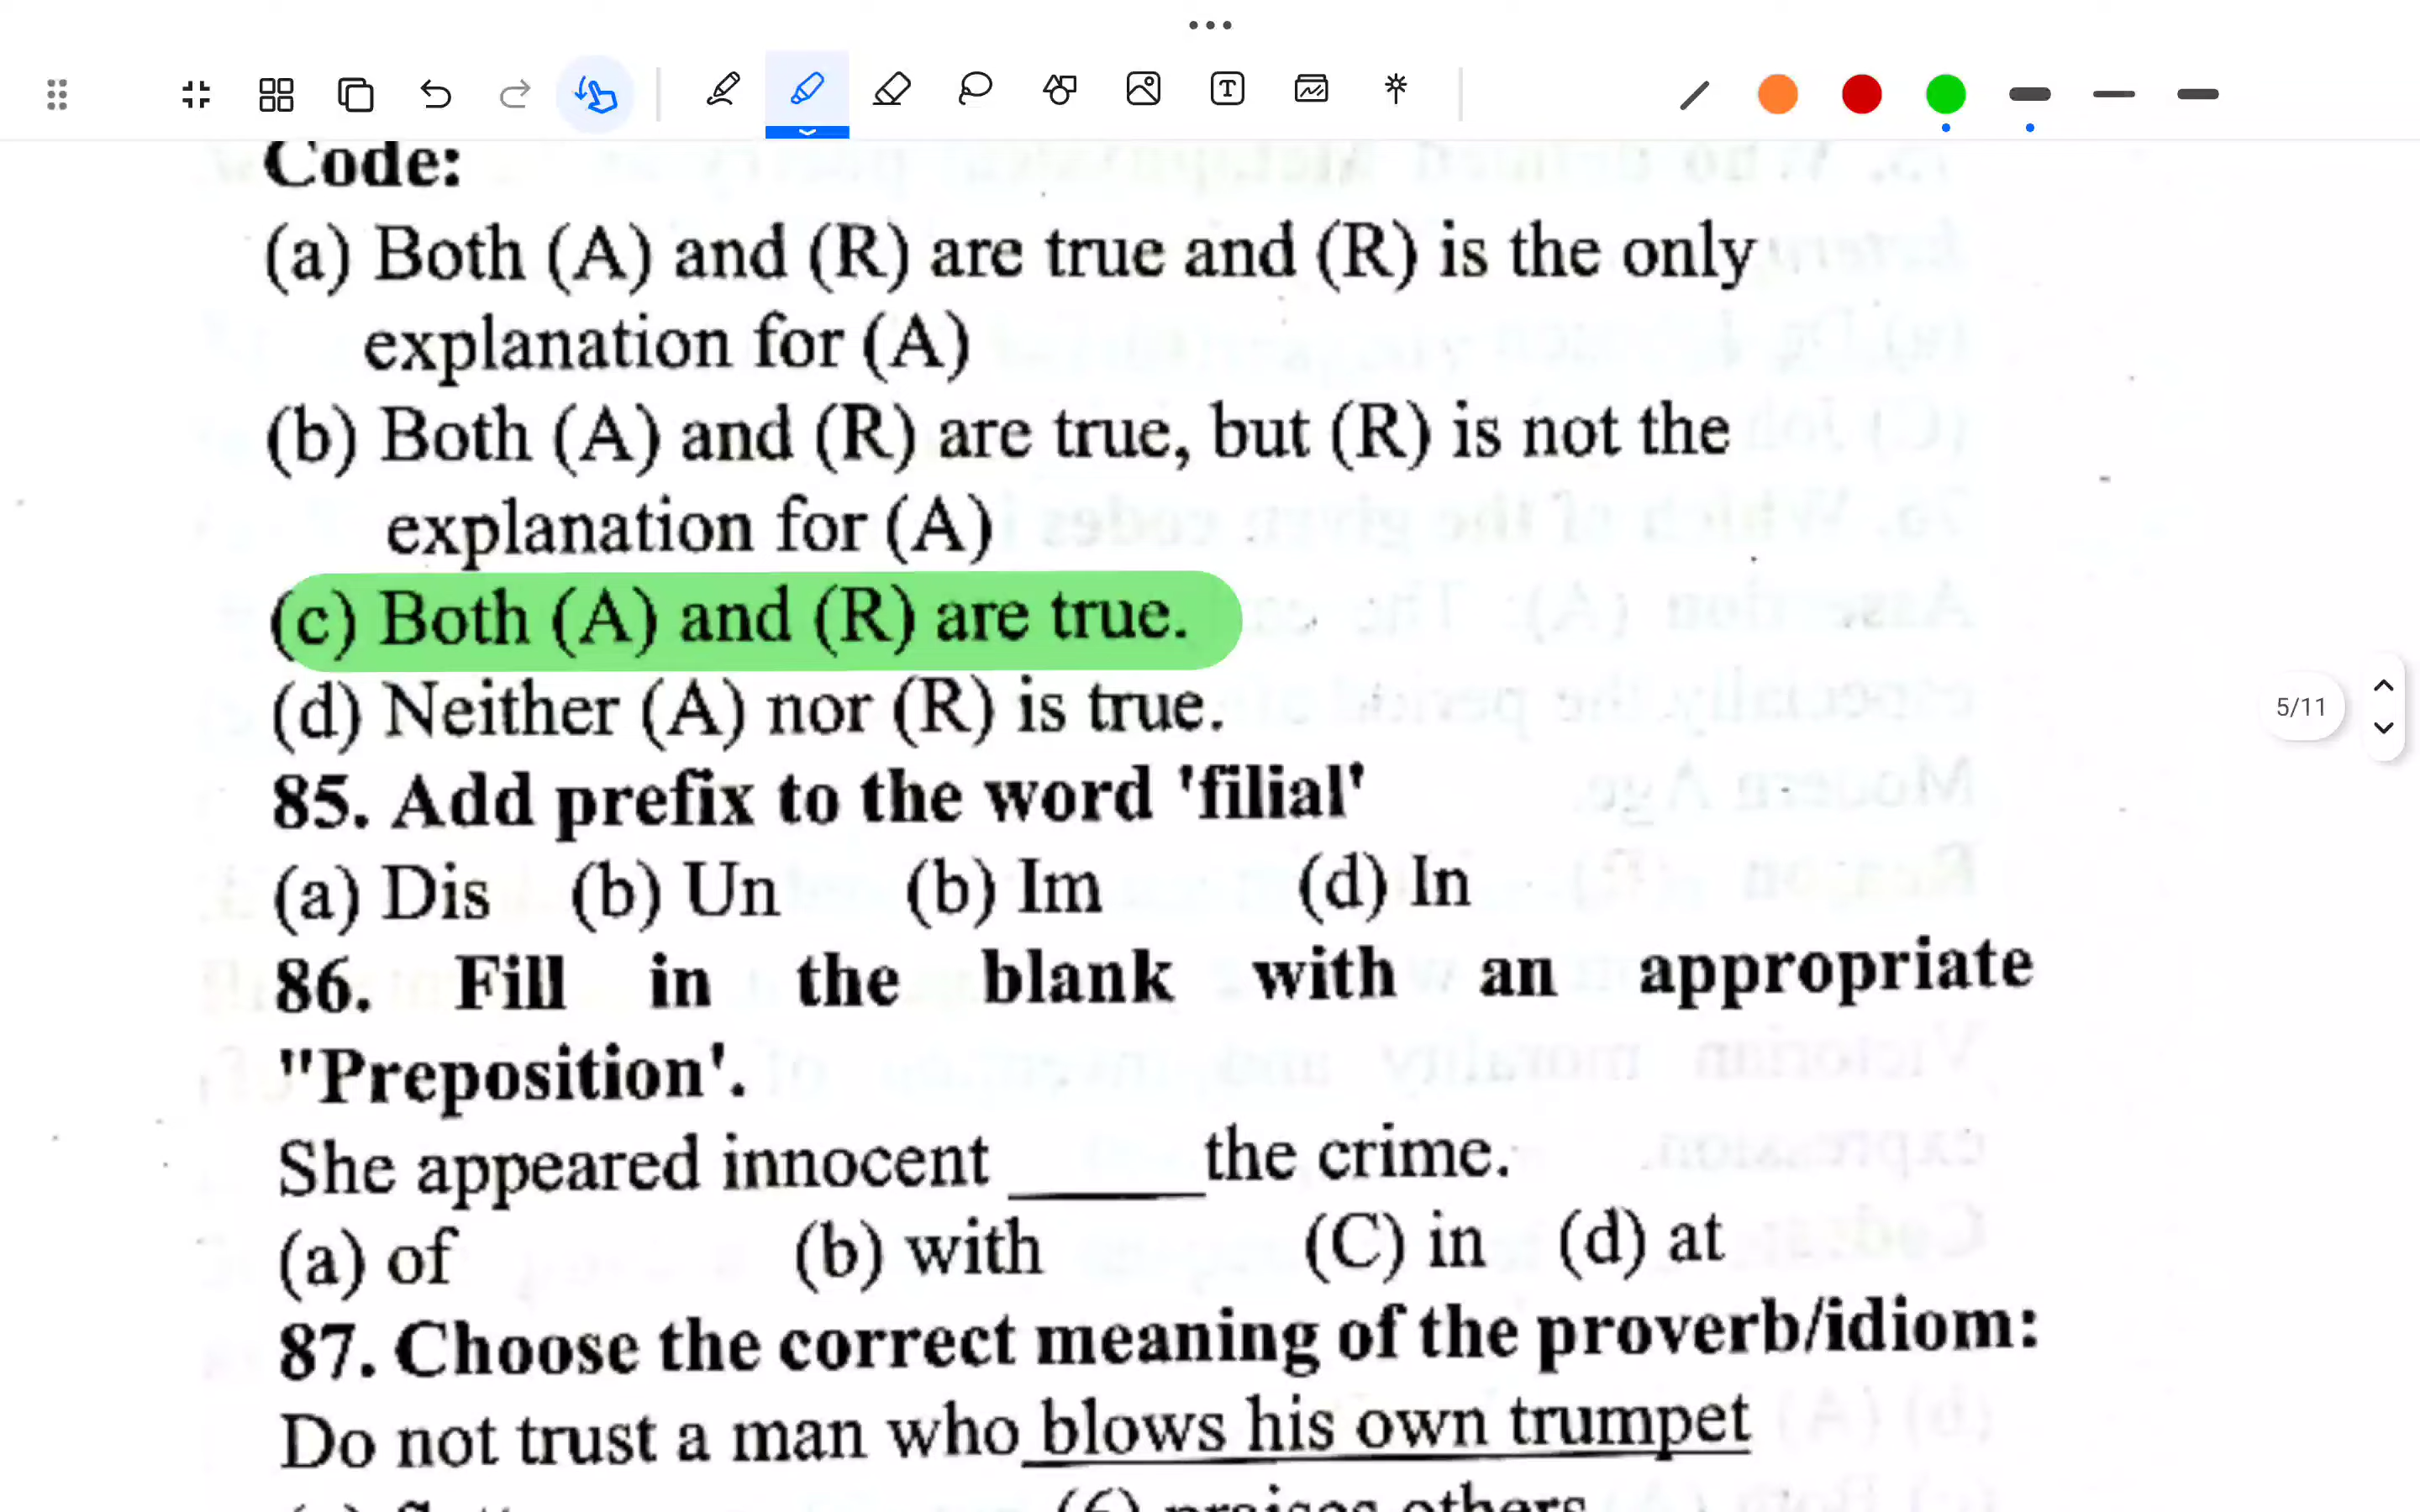 Code:
(a) Both (A) and (R) are true and (R) is the only
explanation for (A)
(b) Both (A) and (R) are true, but (R) is not the
explanation for (A)
(c) Both (A) and (R) are true.
(d) Neither (A) nor (R) is true.
5/11
85. Add prefix to the word 'filial'
(a) Dis (b) Un (b) Im (d) In
86. Fill in the blank with an appropriate
"Preposition'.
She appeared innocent ____the crime.
(a) of (b) with (C) in (d) at
87. Choose the correct meaning of the proverb/idiom:
Do not trust a man who blows his own trumpet
(6) praises others